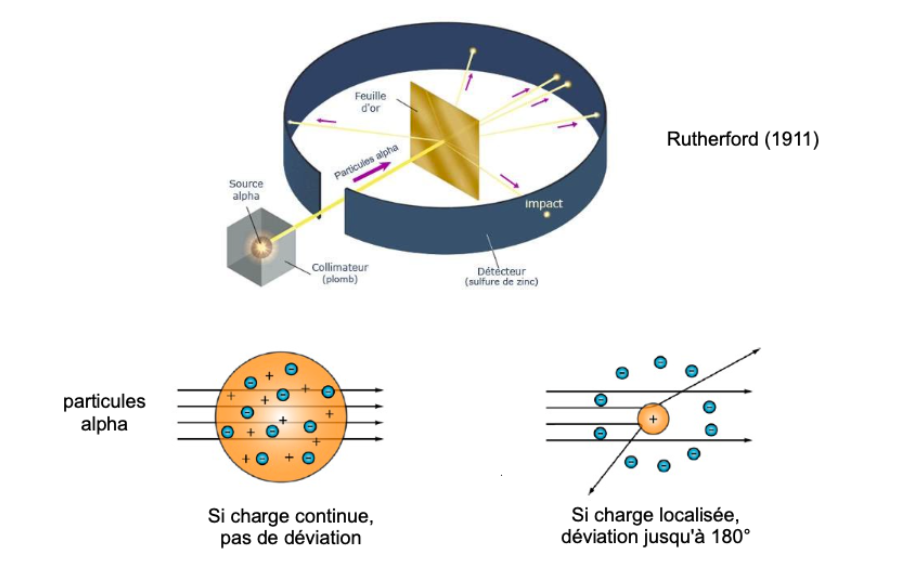 Feuille
d'or
Particules alpha
Rutherford (1911)
Source
alpha
impact
Collimateur
(plomb)
Détecteur
(sulfure de zinc)
particules
alpha
Si charge continue,
pas de déviation
Si charge localisée,
déviation jusqu'à 180°